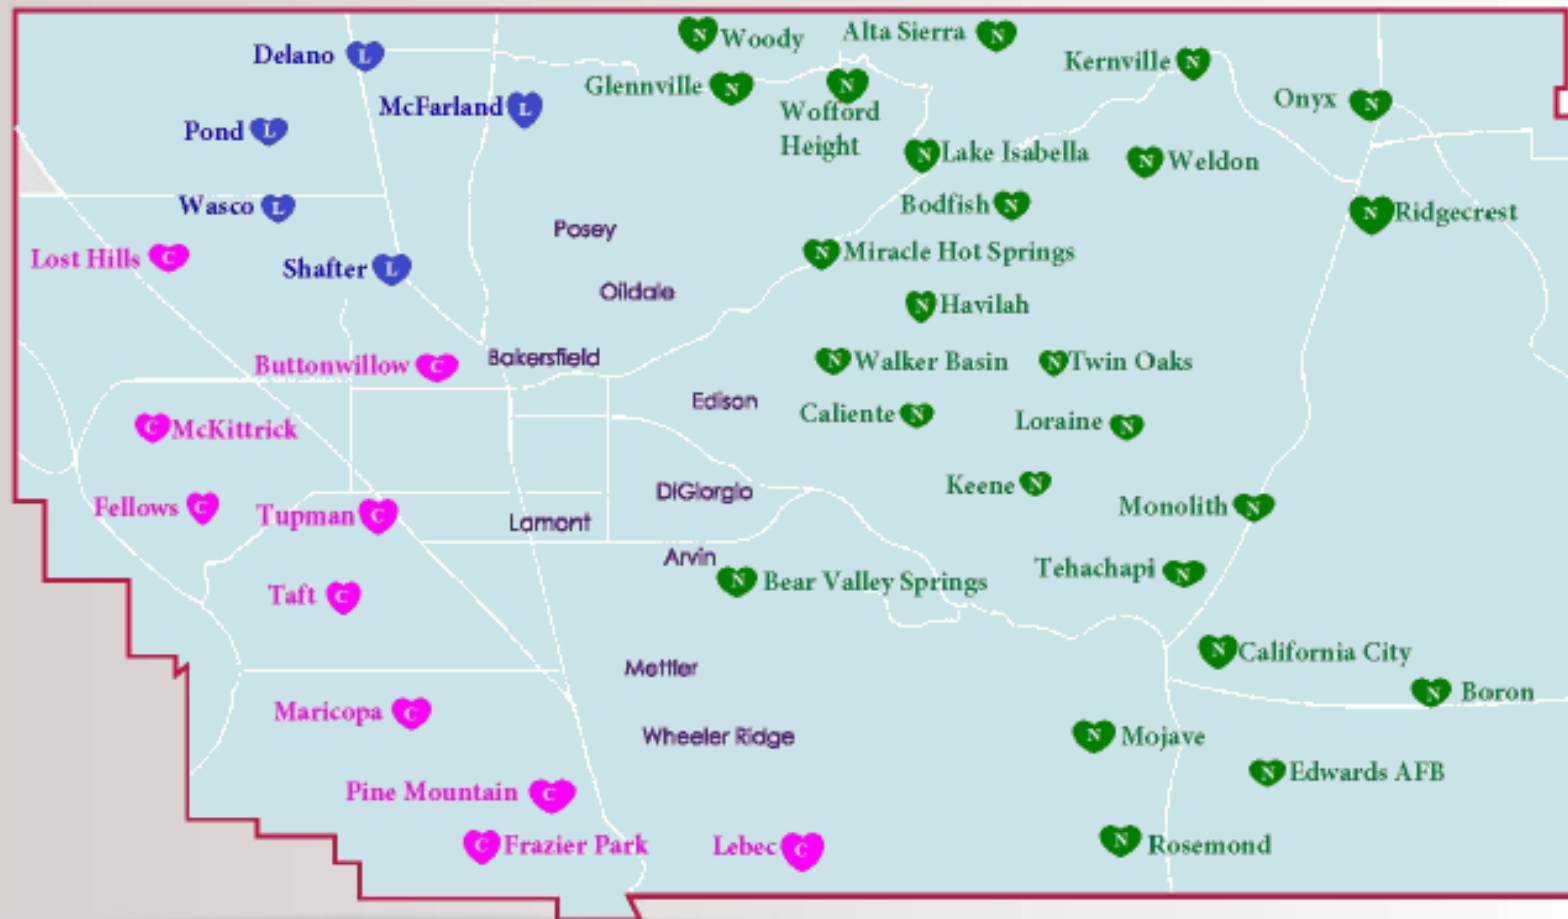 Woody N
Alta Sierra N
Delano L
Kernville N
Glennville N
Wofford N
Height
Onyx N
McFarland L
Pond L
Lake Isabella N
Weldon N
Wasco L
Bodfish N
Ridgecrest N
Posey
Lost Hills C
Miracle Hot Springs N
Shafter L
Oildale
Havilah N
Buttonwillow C
Bakersfield
Walker Basin N
Twin Oaks N
Edison
Caliente N
Loraine N
McKittrick C
Keene N
DiGiorgio
Fellows C
Tupman C
Lamont
Monolith N
Arvin
Bear Valley Springs N
Tehachapi N
Taft C
California City N
Mettler
Boron N
Maricopa C
Wheeler Ridge
Mojave N
Edwards AFB N
Pine Mountain C
Frazier Park C
Lebec C
Rosemond N